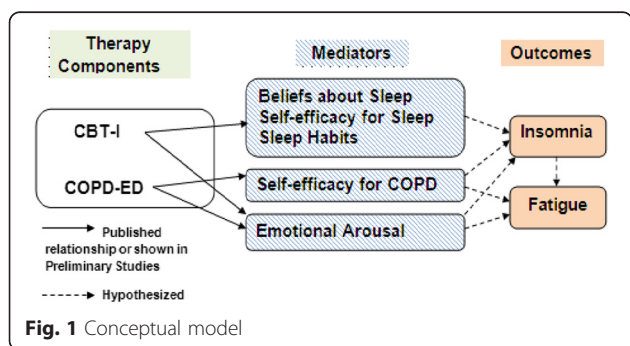 Therapy
Components
Mediators
Outcomes
CBT-I
COPD-ED
Beliefs about Sleep
Self-efficacy for Sleep
Sleep Habits
Self-efficacy for COPD
Emotional Arousal
Insomnia
Fatigue
Published
relationship or shown in
Preliminary Studies
Hypothesized
Fig. 1 Conceptual model